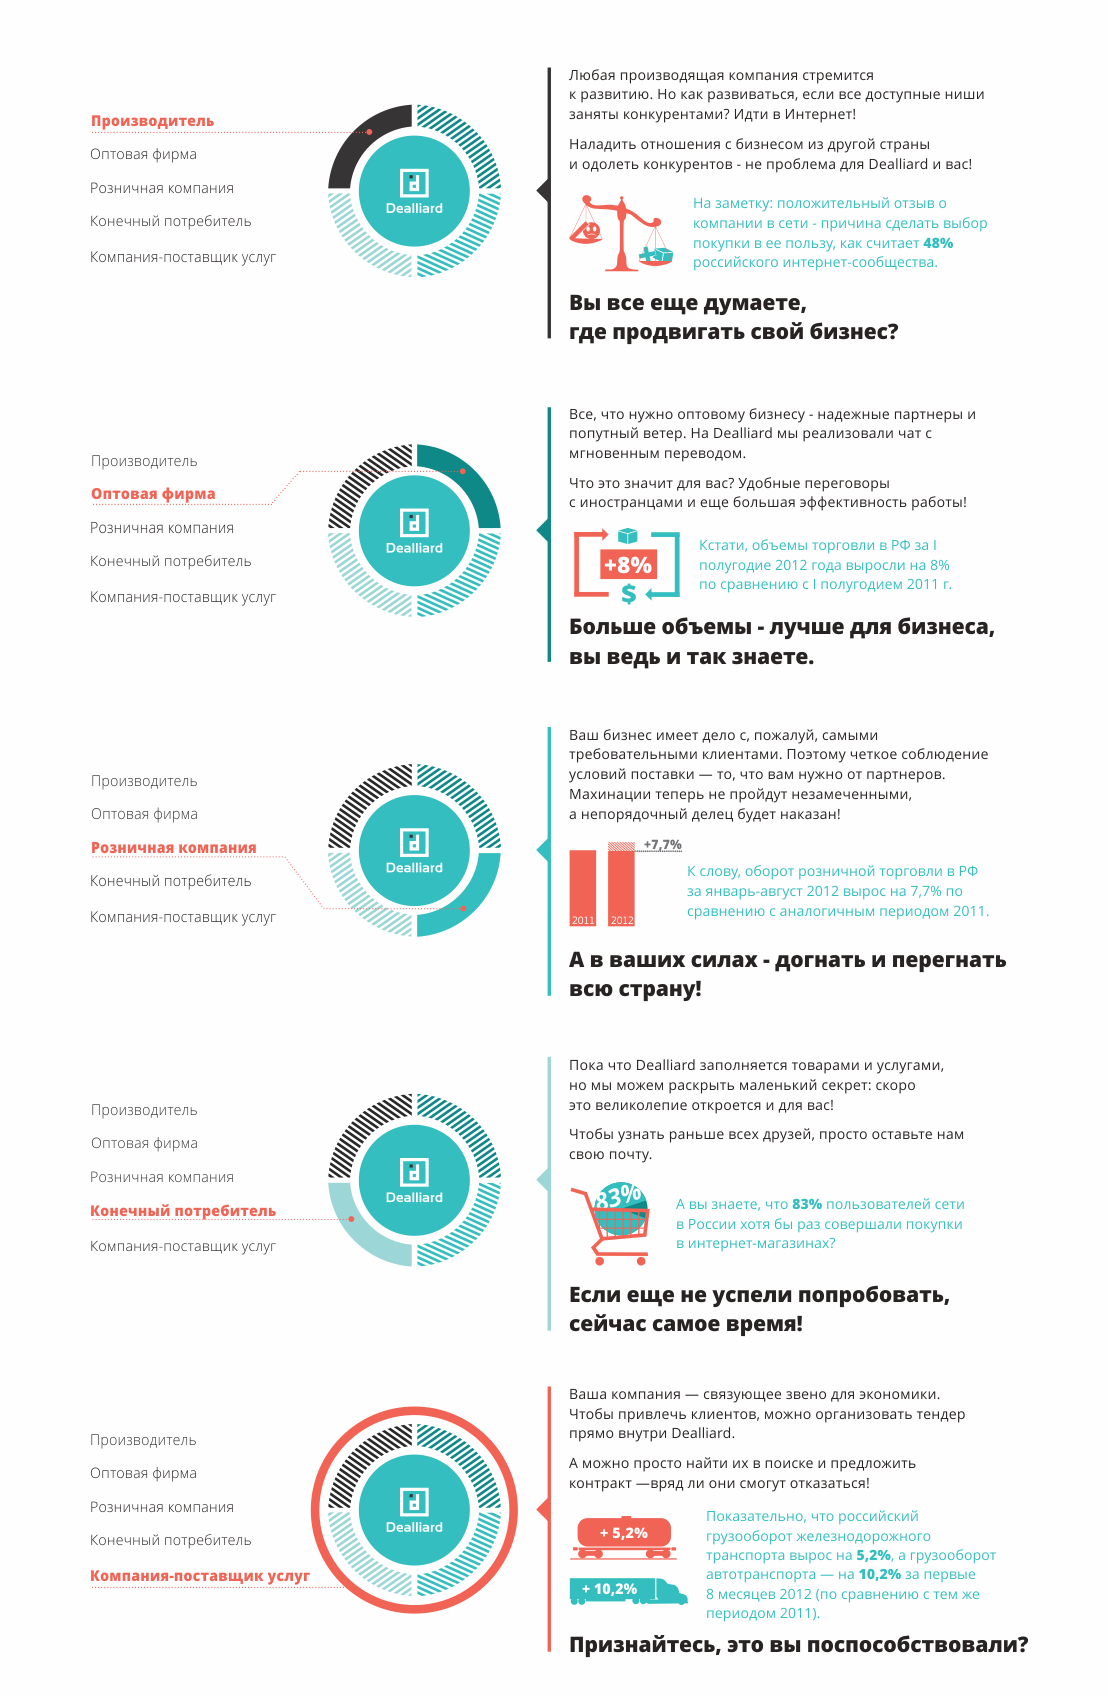 Производитель
Оптовая фирма
Розничная компания
Конечный потребитель
Компания-поставщик услуг
Dealliard
Любая производящая компания стремится
к развитию. Но как развиваться, если все доступные ниши
заняты конкурентами? Идти в Интернет!
Наладить отношения с бизнесом из другой страны
и одолеть конкурентов - не проблема для Dealliard и вас!
На заметку: положительный отзыв о
компании в сети - причина сделать выбор
покупки в ее пользу, как считает 48%
российского интернет-сообщества.
Вы все еще думаете,
где продвигать свой бизнес?
Производитель
Оптовая фирма
Розничная компания
Конечный потребитель
Компания-поставщик услуг
Dealliard
Все, что нужно оптовому бизнесу - надежные партнеры и
попутный ветер. На Dealliard мы реализовали чат с
мгновенным переводом.
Что это значит для вас? Удобные переговоры
с иностранцами и еще большая эффективность работы!
+8%
$
Кстати, объемы торговли в РФ за I
полугодие 2012 года выросли на 8%
по сравнению с I полугодием 2011 г.
Больше объемы - лучше для бизнеса,
вы ведь и так знаете.
Производитель
Оптовая фирма
Розничная компания
Конечный потребитель
Компания-поставщик услуг
Dealliard
Ваш бизнес имеет дело с, пожалуй, самыми
требовательными клиентами. Поэтому четкое соблюдение
условий поставки — то, что вам нужно от партнеров.
Махинации теперь не пройдут незамеченными,
а непорядочный делец будет наказан!
+7,7%
2011 2012
К слову, оборот розничной торговли в РФ
за январь-август 2012 вырос на 7,7% по
сравнению с аналогичным периодом 2011.
А в ваших силах - догнать и перегнать
всю страну!
Производитель
Оптовая фирма
Розничная компания
Конечный потребитель
Компания-поставщик услуг
Dealliard
Пока что Dealliard заполняется товарами и услугами,
но мы можем раскрыть маленький секрет: скоро
это великолепие откроется и для вас!
Чтобы узнать раньше всех друзей, просто оставьте нам
свою почту.
83%
А вы знаете, что 83% пользователей сети
в России хотя бы раз совершали покупки
в интернет-магазинах?
Если еще не успели попробовать,
сейчас самое время!
Производитель
Оптовая фирма
Розничная компания
Конечный потребитель
Компания-поставщик услуг
Dealliard
Ваша компания — связующее звено для экономики.
Чтобы привлечь клиентов, можно организовать тендер
прямо внутри Dealliard.
А можно просто найти их в поиске и предложить
контракт —вряд ли они смогут отказаться!
+ 5,2%
+ 10,2%
Показательно, что российский
грузооборот железнодорожного
транспорта вырос на 5,2%, а грузооборот
автотранспорта — на 10,2% за первые
8 месяцев 2012 (по сравнению с тем же
периодом 2011).
Признайтесь, это вы поспособствовали?